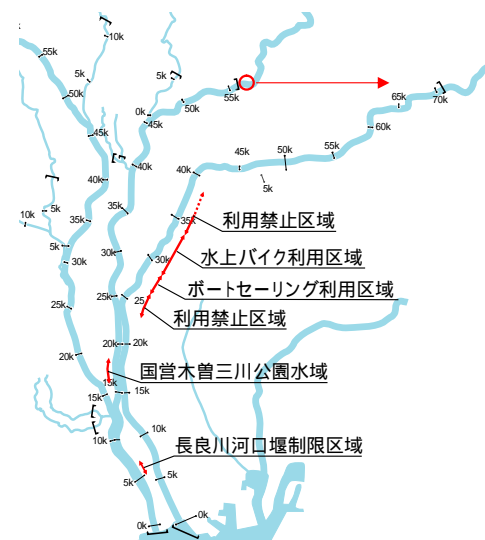 10k
55k
5k
5k
55k
50k
50k
65k
70k
0k
45k
60k
45k
50k
55k
45k
40k
40k
40k
5k
35k
5k
10k
35k
35k
利用禁止区域
5k
30k
30k
30k
水上バイク利用区域
25k
25k
25
ボートセーリング利用区域
利用禁止区域
20k
20k
20k
国営木曽三川公園水域
15k
15k
15k
10k
10k
長良川河口堰制限区域
5k
5k
0k
0k